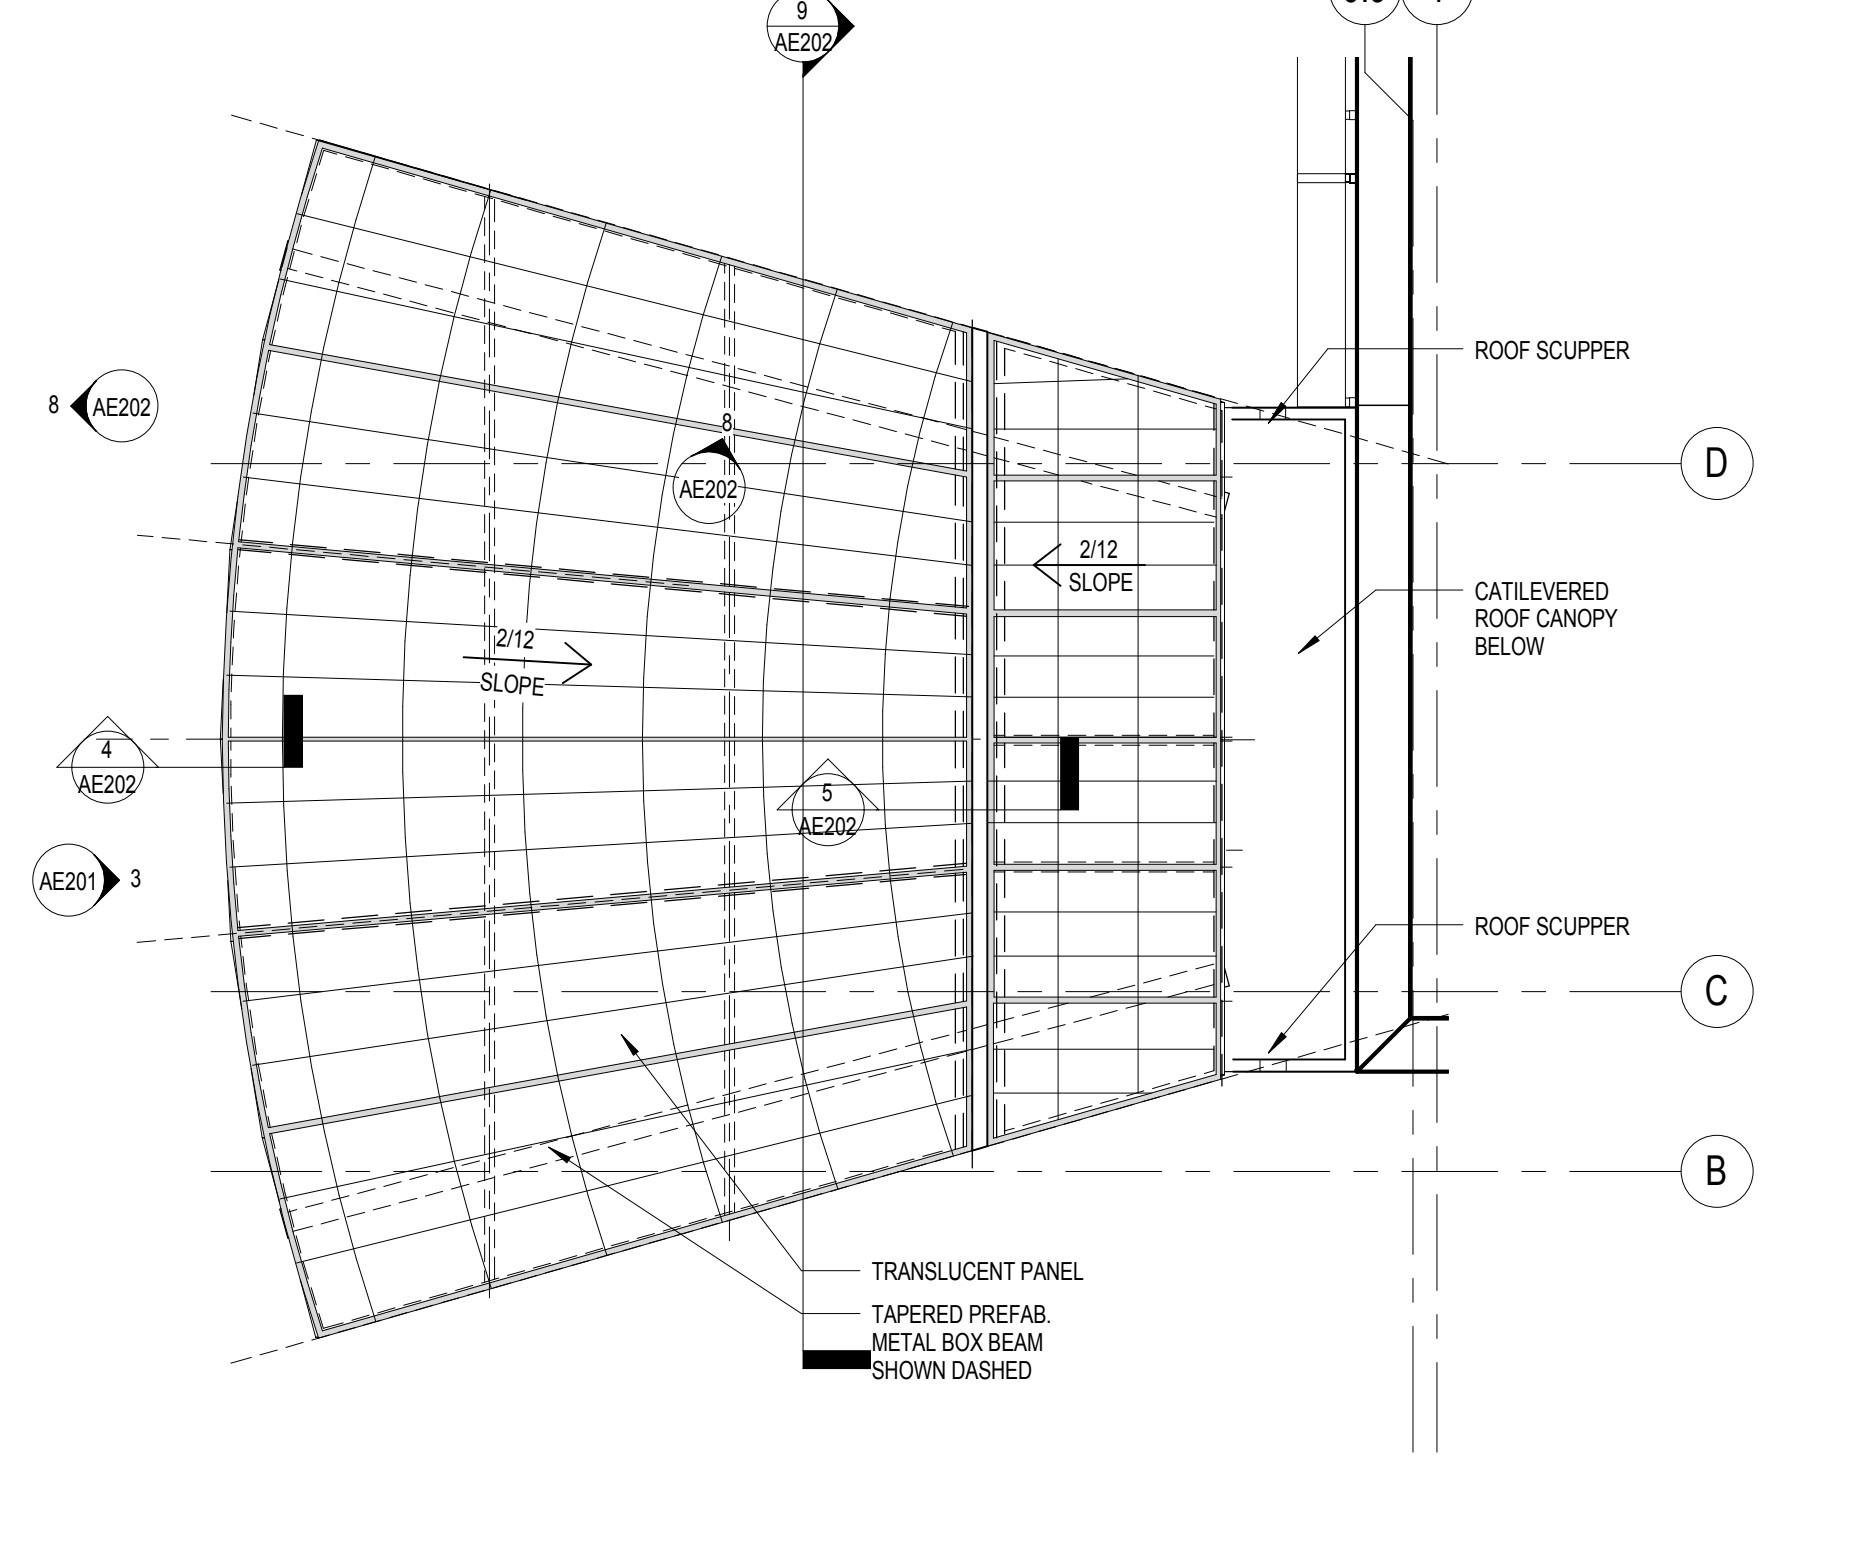 9
AE202
ROOF SCUPPER
8
AE202
8
AE202
D
2/12
SLOPE
CATILEVERED
ROOF CANOPY
BELOW
2/12
SLOPE
4
AE202
5
AE202
AE201
3
ROOF SCUPPER
C
B
TRANSLUCENT PANEL
TAPERED PREFAB.
METAL BOX BEAM
SHOWN DASHED